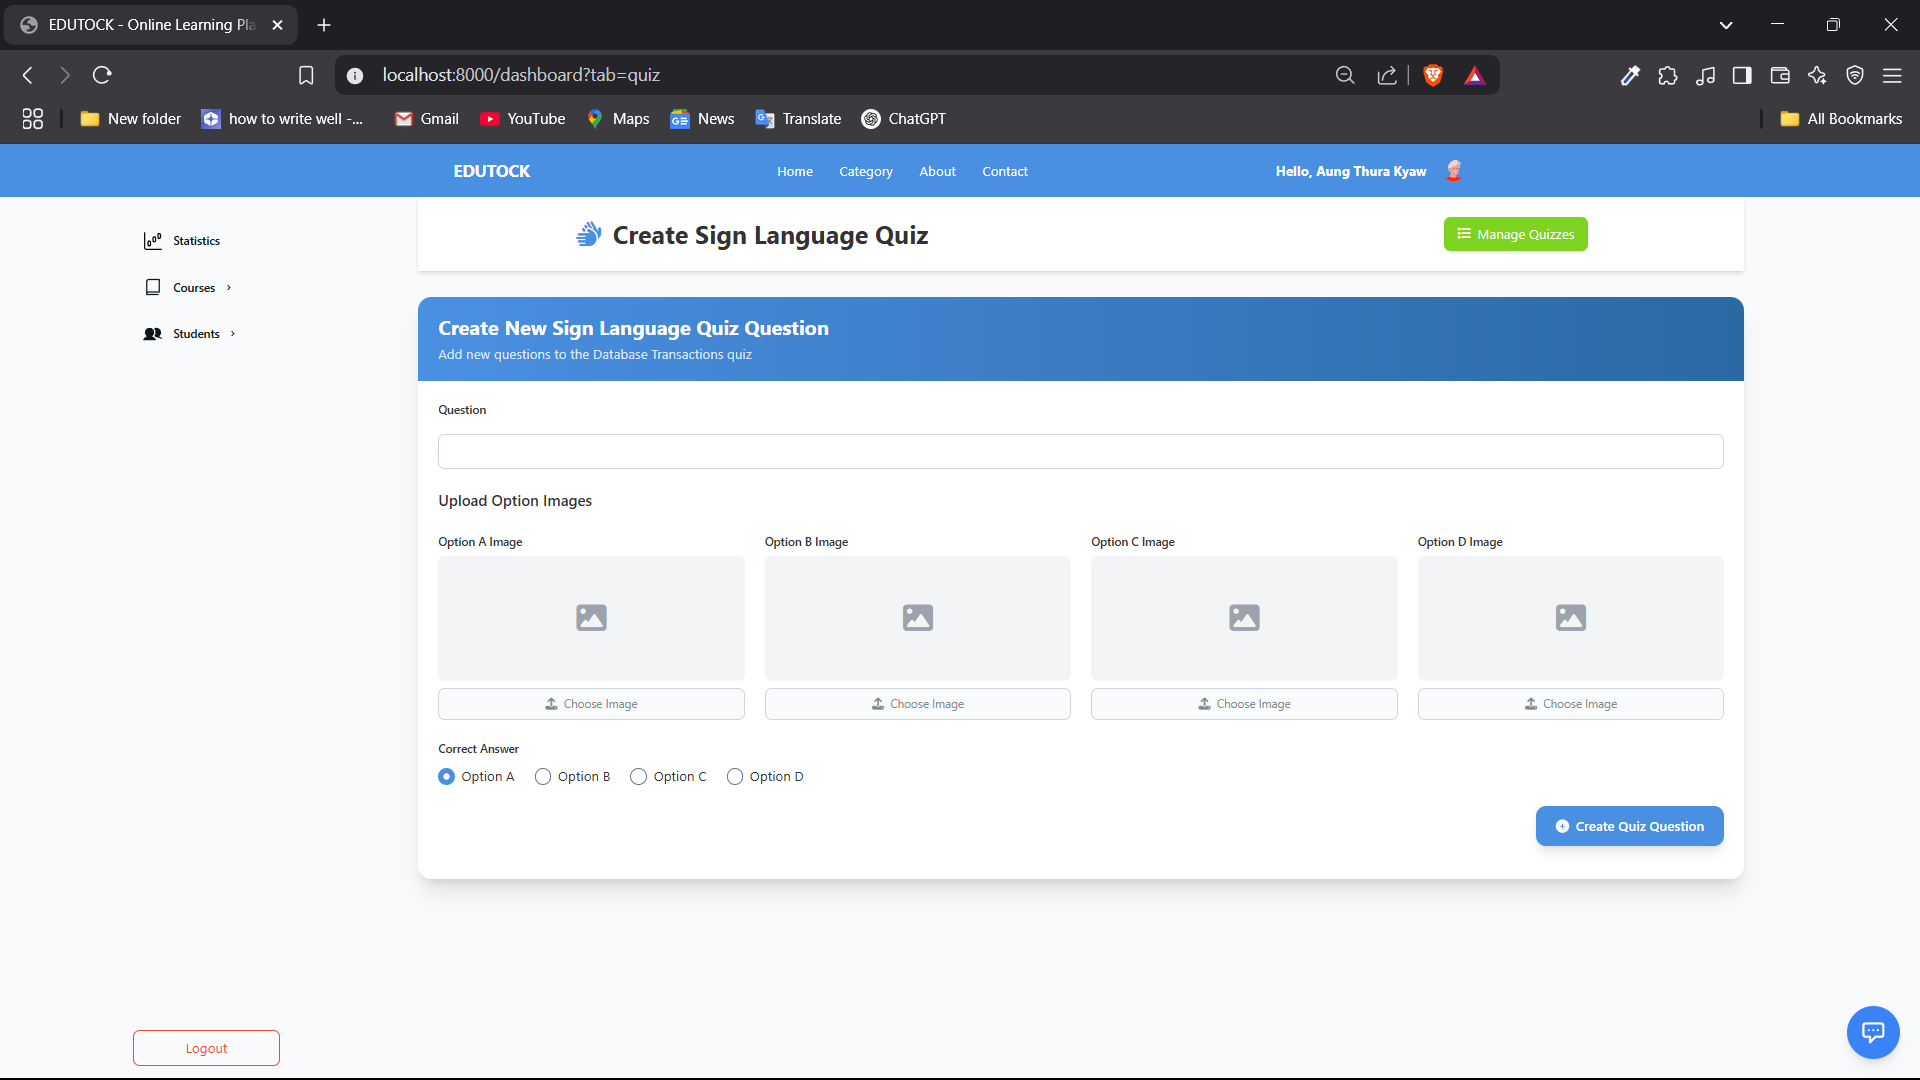 EDUTOCK - Online Learning Pla
localhost:8000/dashboard?tab=quiz
New folder
how to write well -...
Gmail
YouTube
Maps
News
Translate
ChatGPT
All Bookmarks
EDUTOCK
Home
Category
About
Contact
Hello, Aung Thura Kyaw
Statistics
Courses
Students
Logout
Create Sign Language Quiz
Manage Quizzes
Create New Sign Language Quiz Question
Add new questions to the Database Transactions quiz
Question
Upload Option Images
Option A Image
Option B Image
Option C Image
Option D Image
Choose Image
Choose Image
Choose Image
Choose Image
Correct Answer
Option A
Option B
Option C
Option D
Create Quiz Question